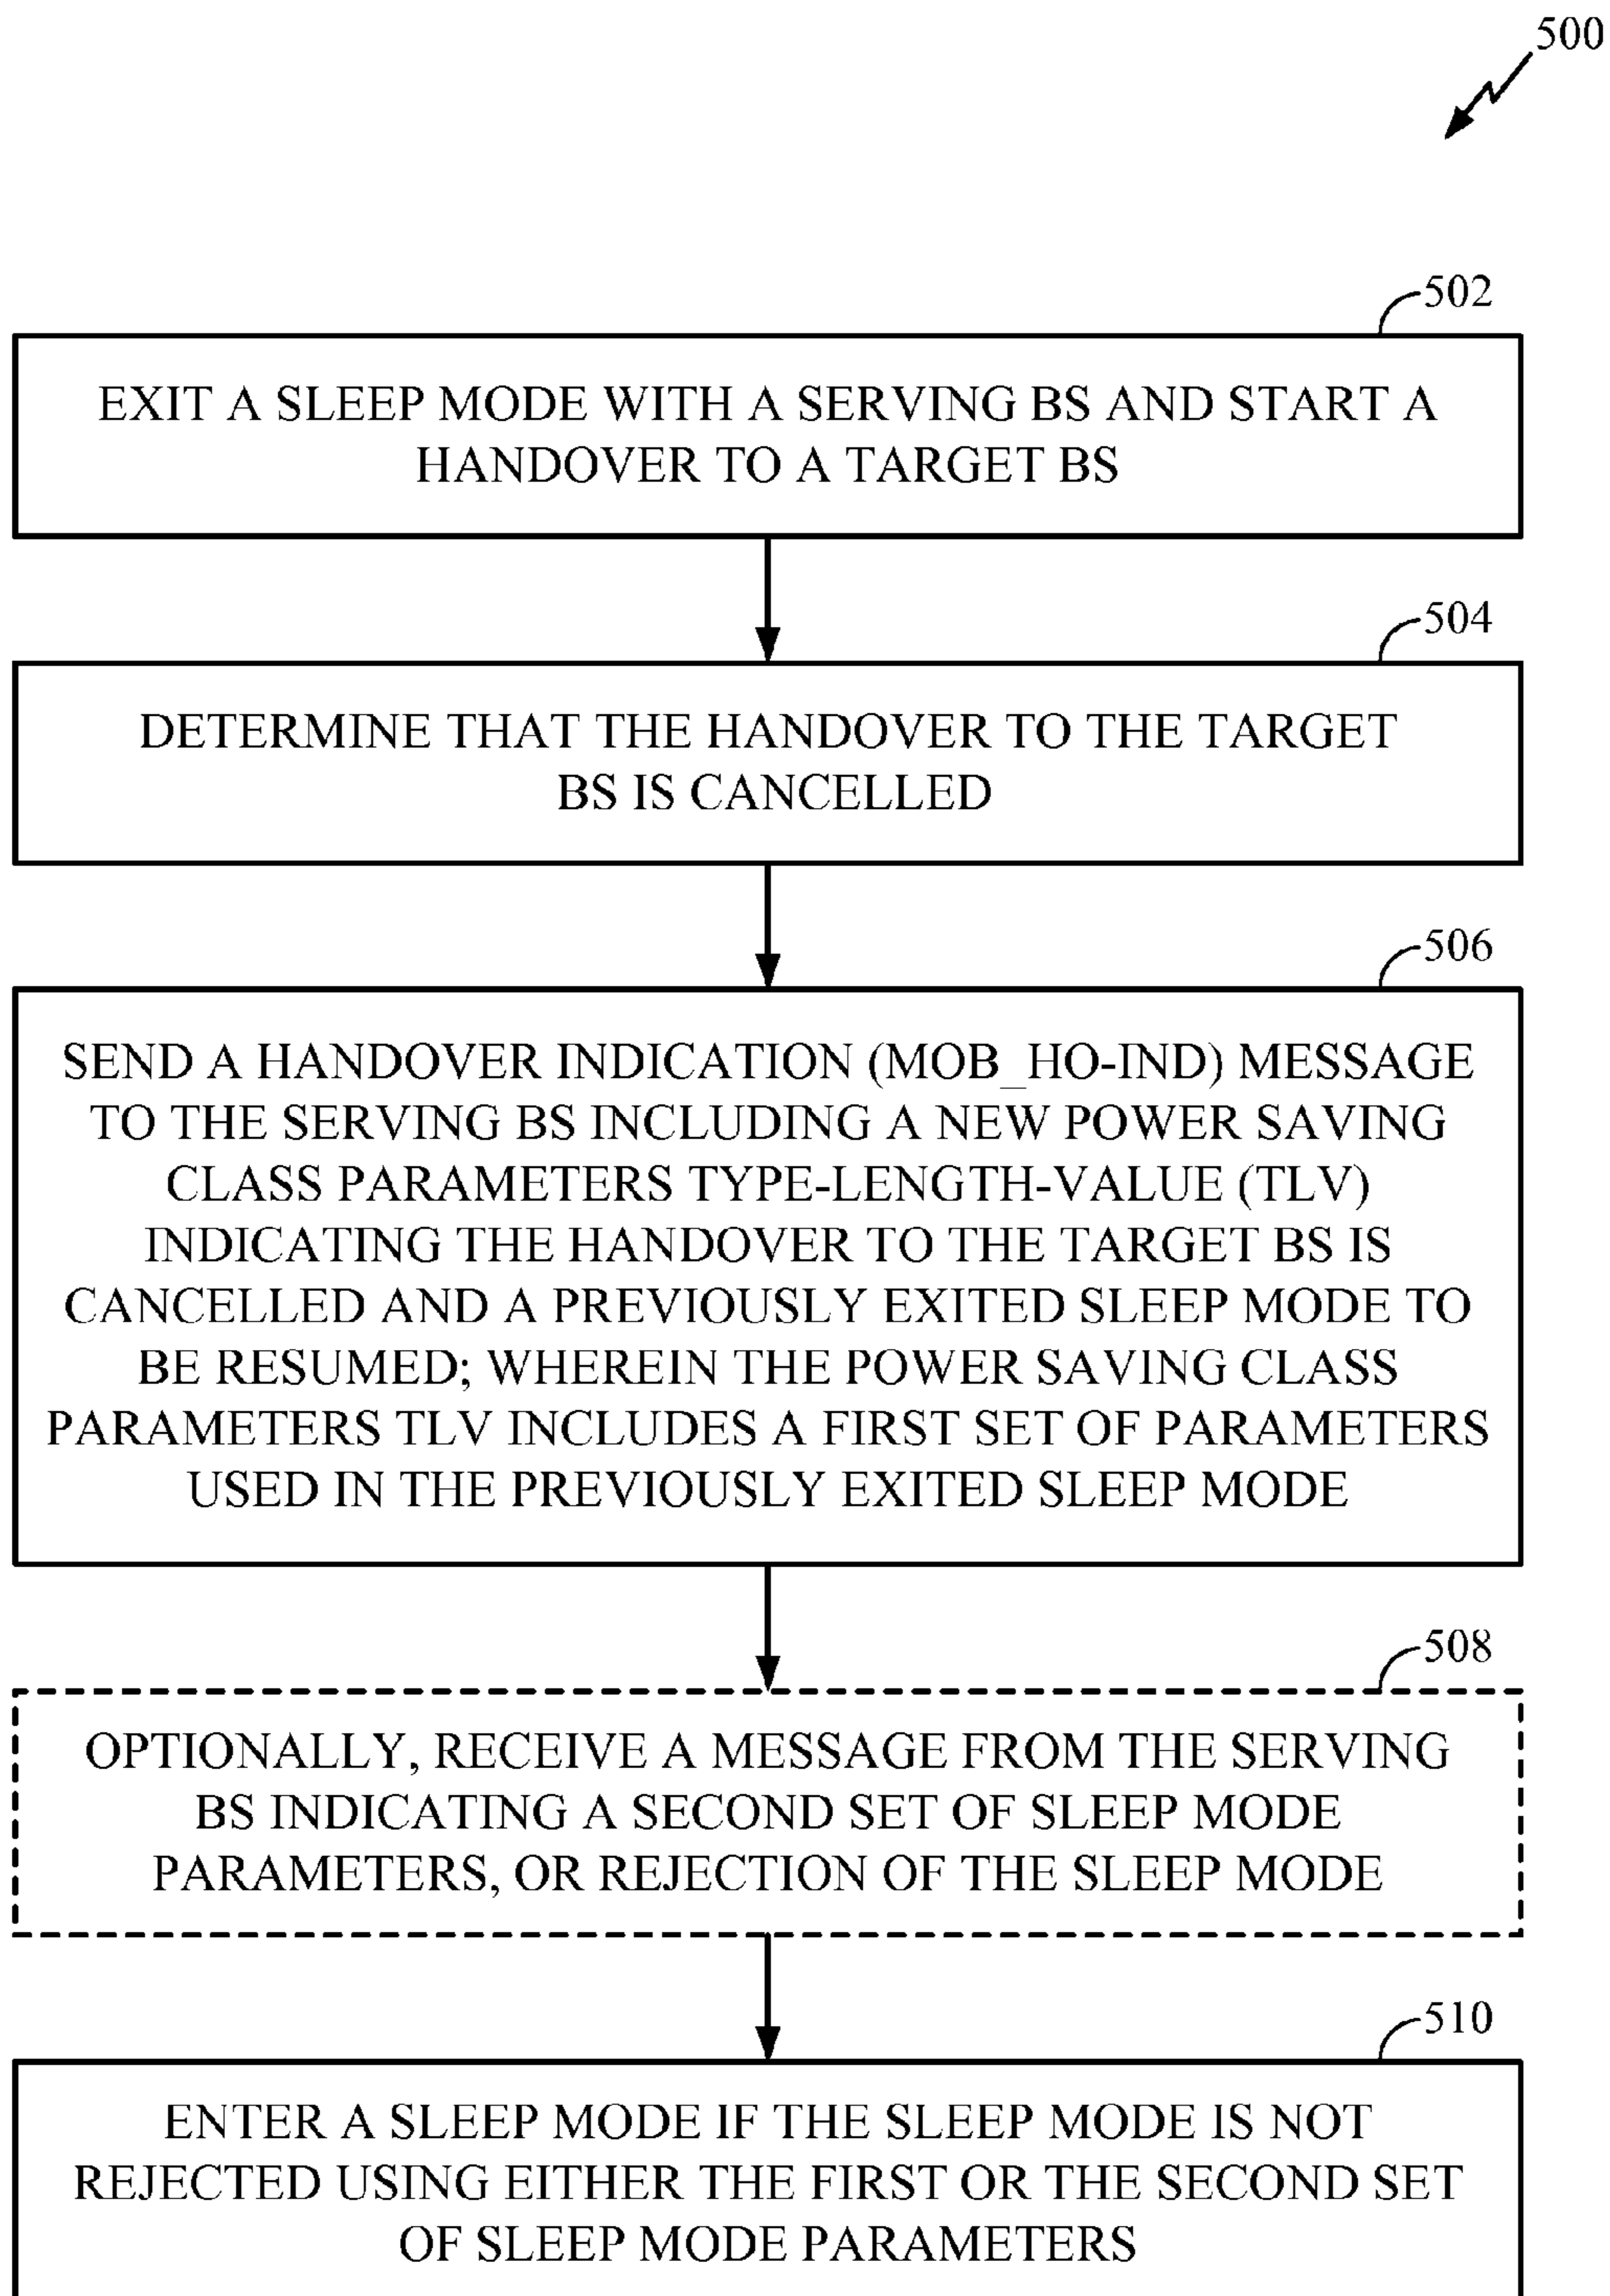 500
502
EXIT A SLEEP MODE WITH A SERVING BS AND START A
HANDOVER TO A TARGET BS
504
DETERMINE THAT THE HANDOVER TO THE TARGET
BS IS CANCELLED
506
SEND A HANDOVER INDICATION (MOB_HO-IND) MESSAGE
TO THE SERVING BS INCLUDING A NEW POWER SAVING
CLASS PARAMETERS TYPE-LENGTH-VALUE (TLV)
INDICATING THE HANDOVER TO THE TARGET BS IS
CANCELLED AND A PREVIOUSLY EXITED SLEEP MODE TO
BE RESUMED; WHEREIN THE POWER SAVING CLASS
PARAMETERS TLV INCLUDES A FIRST SET OF PARAMETERS
USED IN THE PREVIOUSLY EXITED SLEEP MODE
508
OPTIONALLY, RECEIVE A MESSAGE FROM THE SERVING
BS INDICATING A SECOND SET OF SLEEP MODE
PARAMETERS, OR REJECTION OF THE SLEEP MODE
510
ENTER A SLEEP MODE IF THE SLEEP MODE IS NOT
REJECTED USING EITHER THE FIRST OR THE SECOND SET
OF SLEEP MODE PARAMETERS